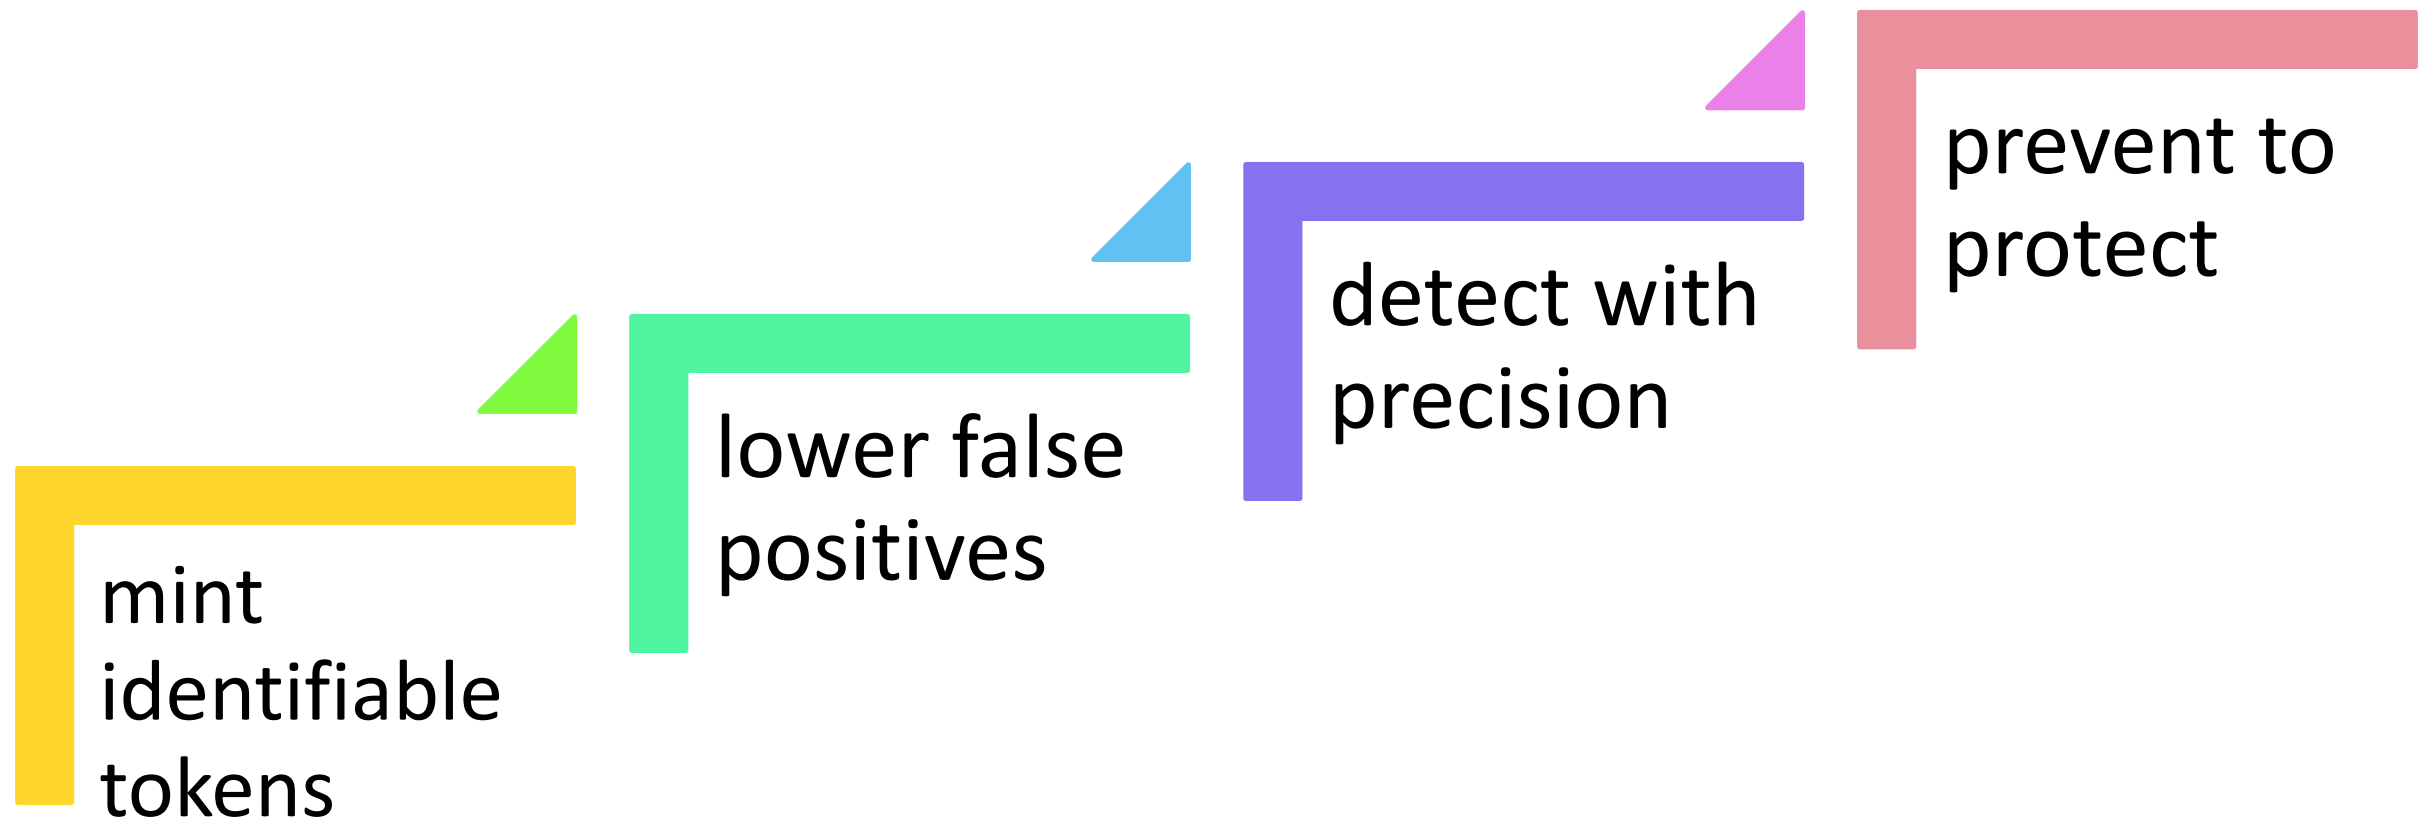 mint
identifiable
tokens
lower false
positives
detect with
precision
prevent to
protect